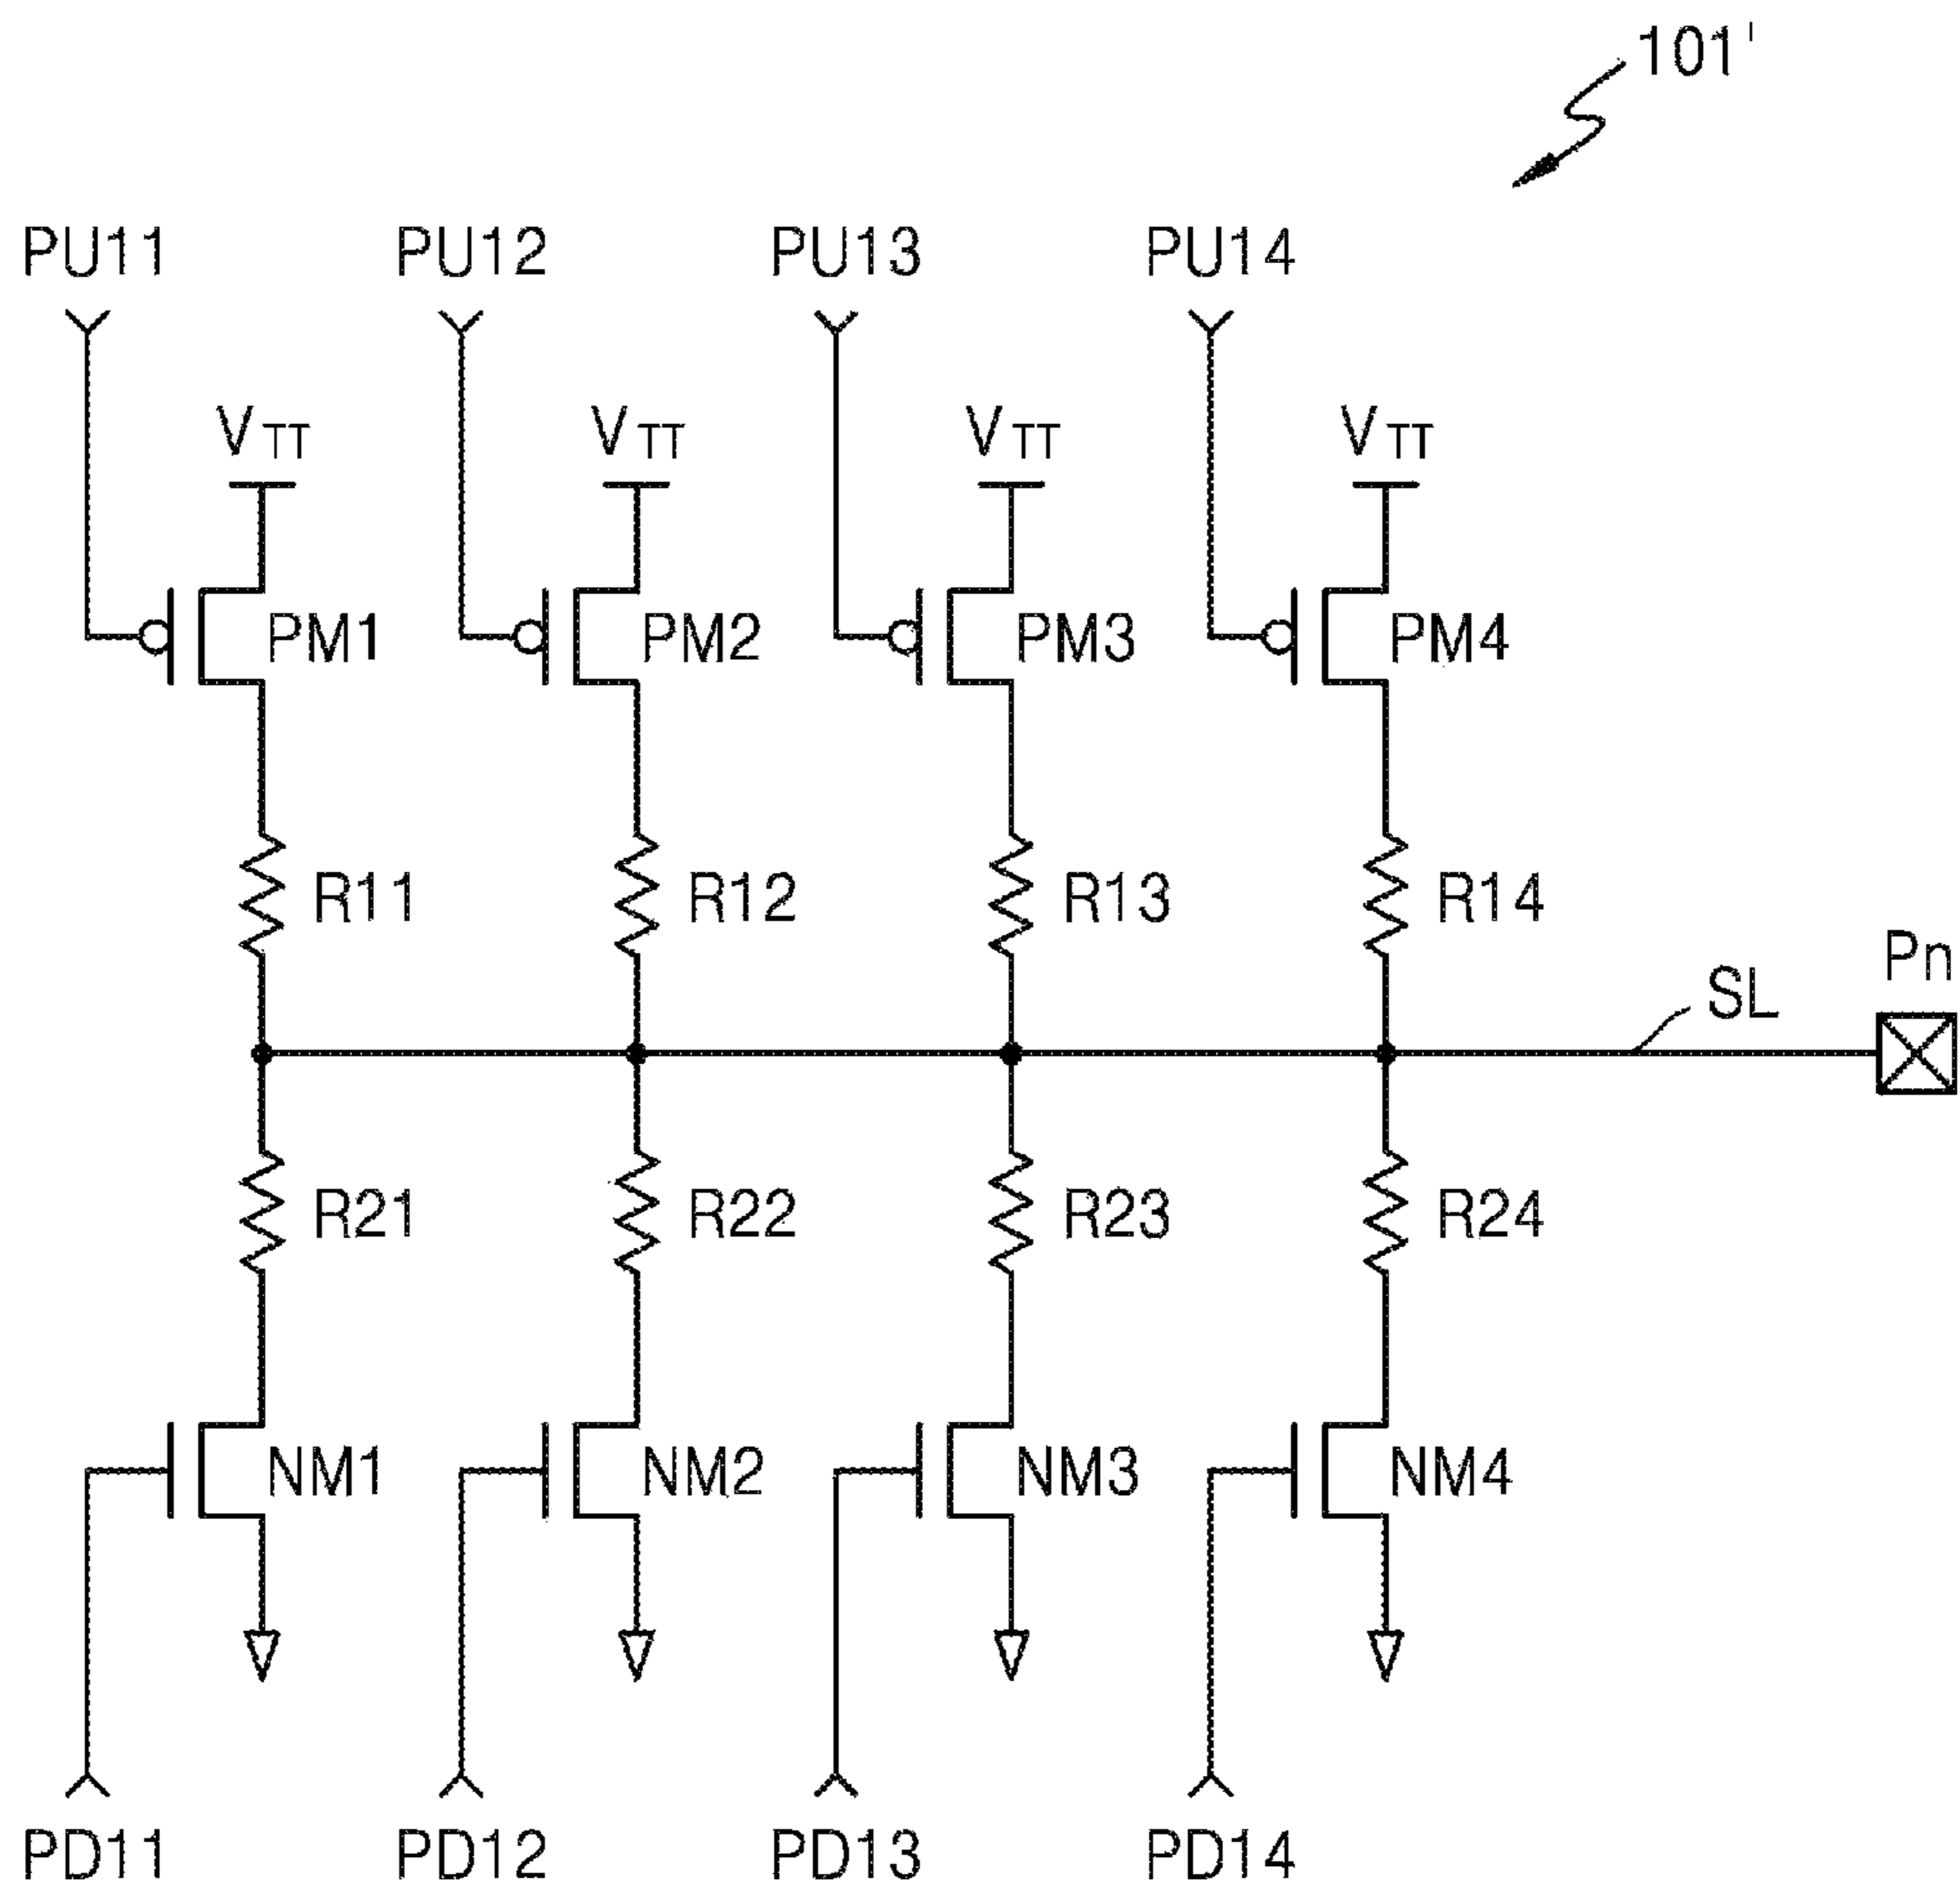 101'
PU11 PU12 PU13 PU14
VTT VTT VTT VTT
PM1 PM2 PM3 PM4
R11 R12 R13 R14
Pn
SL
R21 R22 R23 R24
NM1 NM2 NM3 NM4
PD11 PD12 PD13 PD14